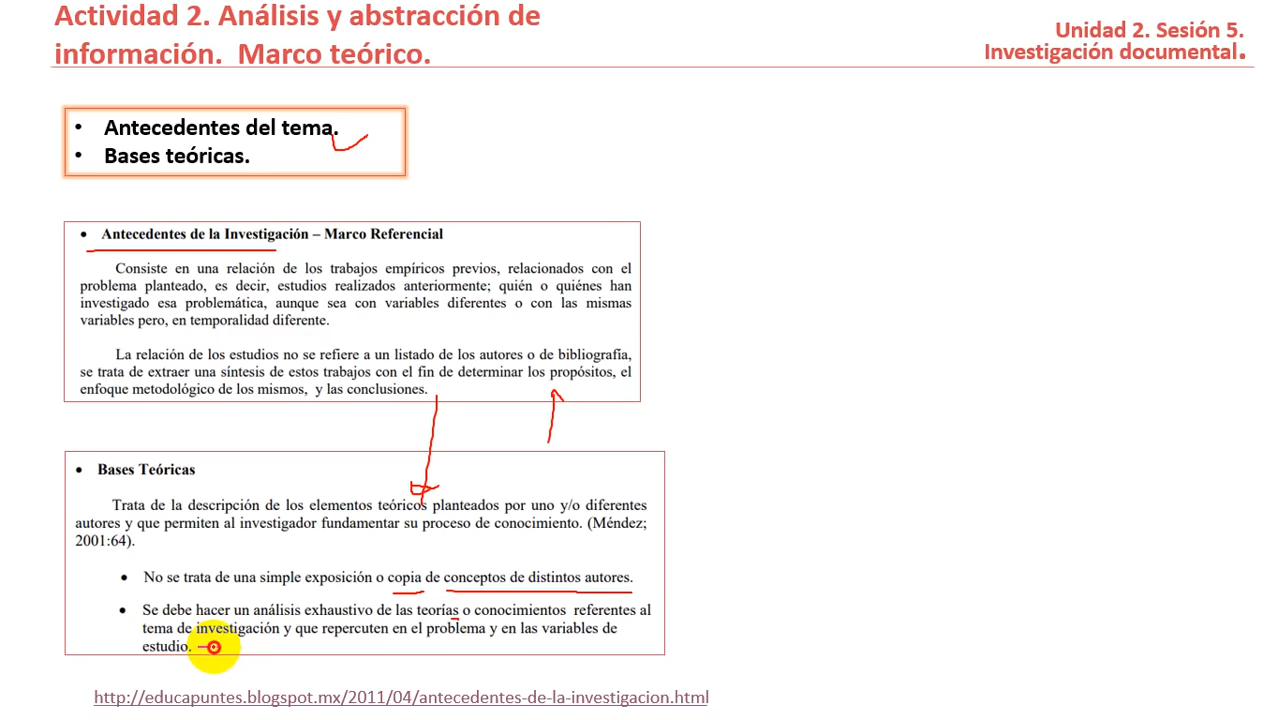 Actividad 2. Análisis y abstracción de
información.  Marco teórico.
Unidad 2. Sesión 5.
Investigación documental.
• Antecedentes del tema.
• Bases teóricas.
• Antecedentes de la Investigación – Marco Referencial
Consiste en una relación de los trabajos empíricos previos, relacionados con el
problema planteado, es decir, estudios realizados anteriormente; quién o quiénes han
investigado esa problemática, aunque sea con variables diferentes o con las mismas
variables pero, en temporalidad diferente.
La relación de los estudios no se refiere a un listado de los autores o de bibliografía,
se trata de extraer una síntesis de estos trabajos con el fin de determinar los propósitos, el
enfoque metodológico de los mismos,  y las conclusiones.
• Bases Teóricas
Trata de la descripción de los elementos teóricos planteados por uno y/o diferentes
autores y que permiten al investigador fundamentar su proceso de conocimiento. (Méndez;
2001:64).
• No se trata de una simple exposición o copia de conceptos de distintos autores.
• Se debe hacer un análisis exhaustivo de las teorías o conocimientos  referentes al
tema de investigación y que repercuten en el problema y en las variables de
estudio.
http://educapuntes.blogspot.mx/2011/04/antecedentes-de-la-investigacion.html